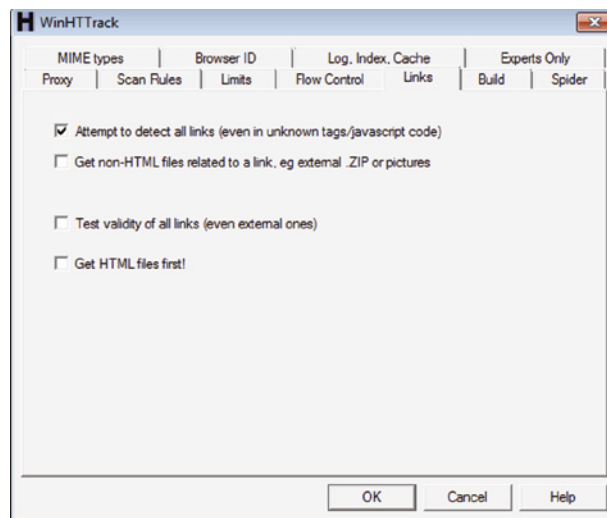 WinHTTrack
MIME types Browser ID Log, Index, Cache Experts Only
Proxy Scan Rules Limits Flow Control Links Build Spider
Attempt to detect all links (even in unknown tags/javascript code)
Get non-HTML files related to a link, eg external .ZIP or pictures
Test validity of all links (even external ones)
Get HTML files first!
OK Cancel Help